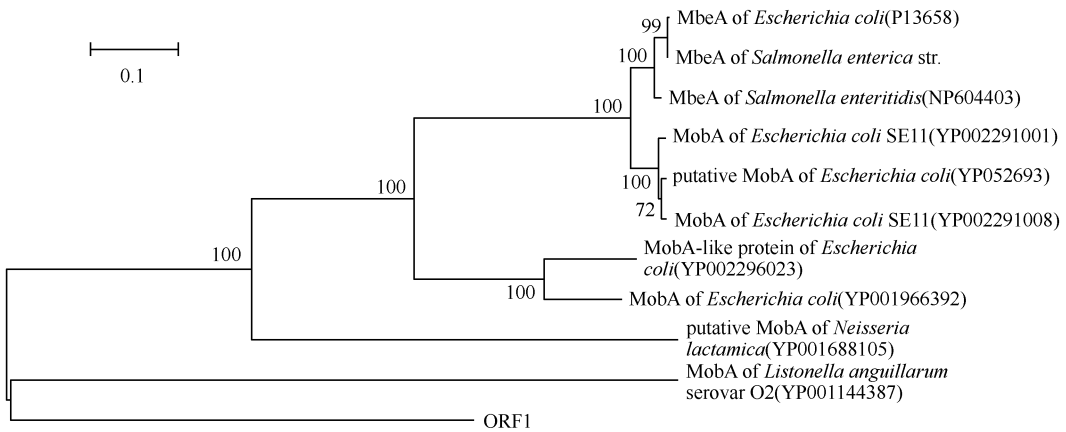 MbeA of Escherichia coli(P13658)
99
0.1
100
MbeA of Salmonella enterica str.
MbeA of Salmonella enteritidis(NP604403)
100
MobA of Escherichia coli SE11(YP002291001)
100
putative MobA of Escherichia coli(YP052693)
100
72
MobA of Escherichia coli SE11(YP002291008)
100
MobA-like protein of Escherichia
coli(YP002296023)
100
MobA of Escherichia coli(YP001966392)
putative MobA of Neisseria
lactamica(YP001688105)
MobA of Listonella anguillarum
serovar O2(YP001144387)
ORF1